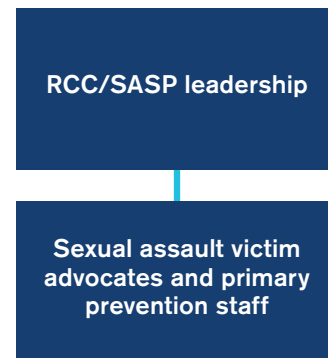 RCC/SASP leadership
Sexual assault victim
advocates and primary
prevention staff